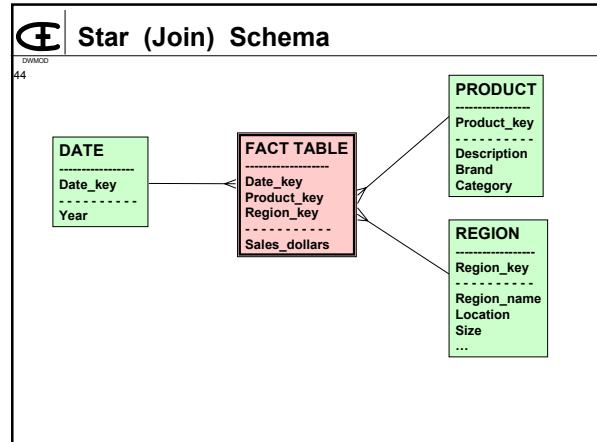 Star (Join) Schema
DWMOD
44
DATE
-----------------
Date_key
- - - - - - - - - -
Year
FACT TABLE
-------------------
Date_key
Product_key
Region_key
- - - - - - - - - - -
Sales_dollars
PRODUCT
-----------------
Product_key
- - - - - - - - - -
Description
Brand
Category
REGION
------------------
Region_key
- - - - - - - - - -
Region_name
Location
Size
...